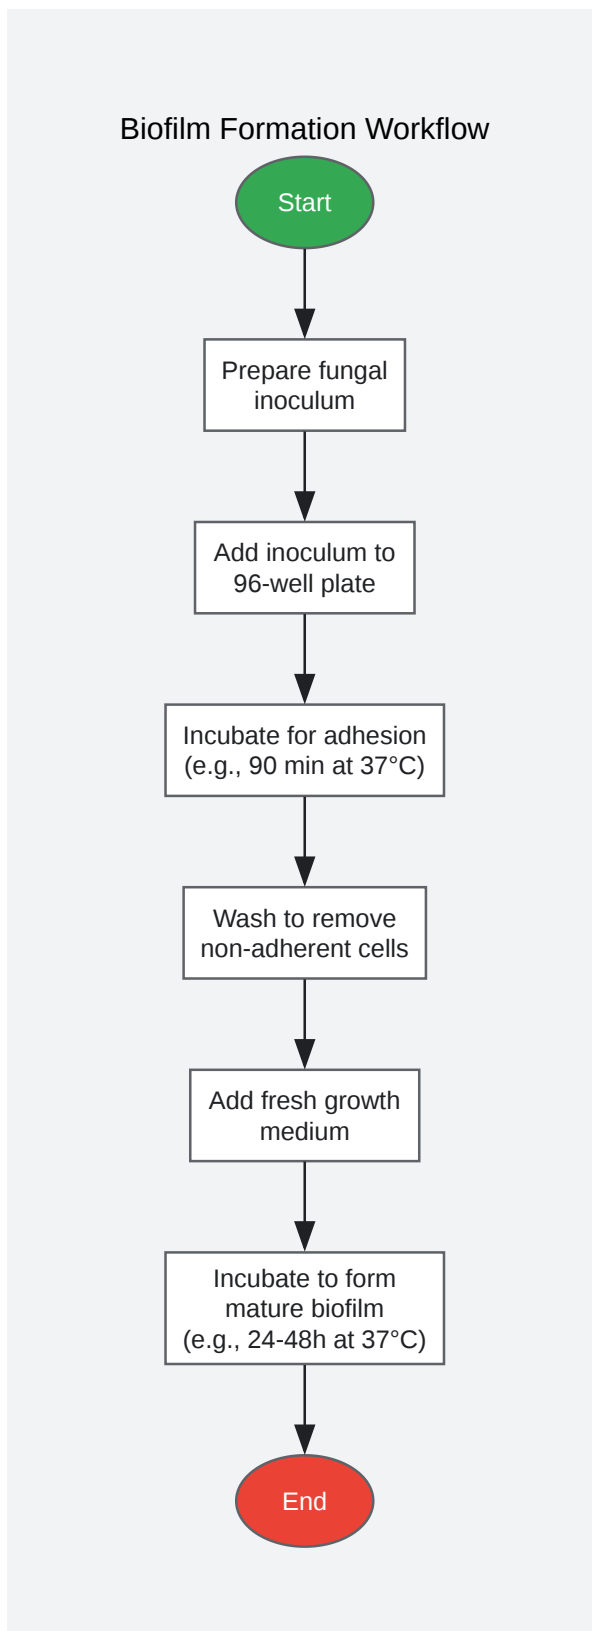 Biofilm Formation Workflow
Start
Prepare fungal
inoculum
Add inoculum to
96-well plate
Incubate for adhesion
(e.g., 90 min at 37°C)
Wash to remove
non-adherent cells
Add fresh growth
medium
Incubate to form
mature biofilm
(e.g., 24-48h at 37°C)
End